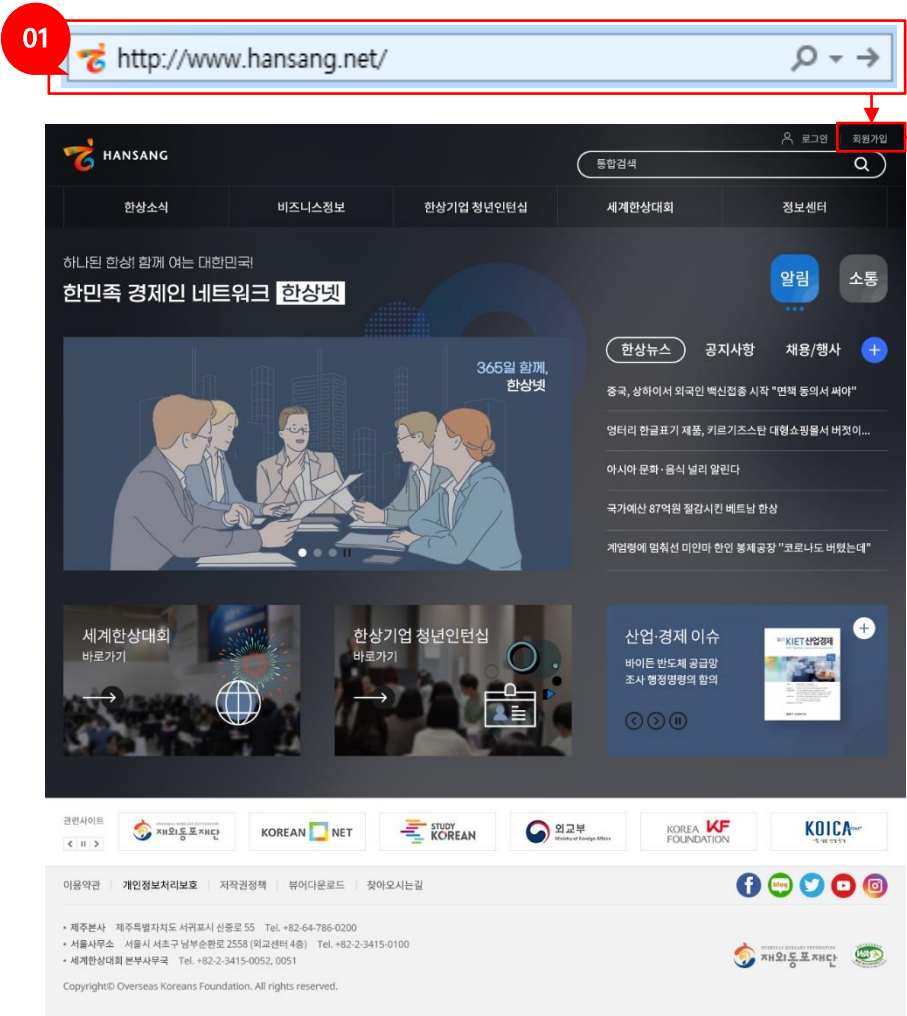 01
http://www.hansang.net/
HANSANG
로그인 회원가입
통합검색
한상소식 비즈니스정보 한상기업 청년인턴십 세계한상대회 정보센터
하나된 한상! 함께 여는 대한민국!
한민족 경제인 네트워크 한상넷
알림 소통
365일 함께,
한상넷
한상뉴스 공지사항 채용/행사
중국, 상하이서 외국인 백신접종 시작 "면책 동의서 써야"
엉터리 한글표기 제품, 키르기즈스탄 대형쇼핑몰서 버젓이...
아시아 문화·음식 널리 알린다
국가예산 87억원 절감시킨 베트남 한상
계엄령에 멈춰선 미얀마 한인 봉제공장 "코로나도 버텼는데"
세계한상대회
바로가기
한상기업 청년인턴십
바로가기
산업·경제 이슈
바이든 반도체 공급망
조사 행정명령의 함의
KIET 산업경제
관련사이트
재외동포재단
KOREAN NET
STUDY
KOREAN
외교부
Ministry of Foreign Affairs
KOREA KF
FOUNDATION
KOICA
이용약관 개인정보처리보호 저작권정책 뷰어다운로드 찾아오시는길
blog
• 제주본사 제주특별자치도 서귀포시 신중로 55 Tel. +82-64-786-0200
• 서울사무소 서울시 서초구 남부순환로 2558 (외교센터 4층) Tel. +82-2-3415-0100
• 세계한상대회 본부사무국 Tel. +82-2-3415-0052, 0051
재외동포재단
WA
Copyright© Overseas Koreans Foundation. All rights reserved.